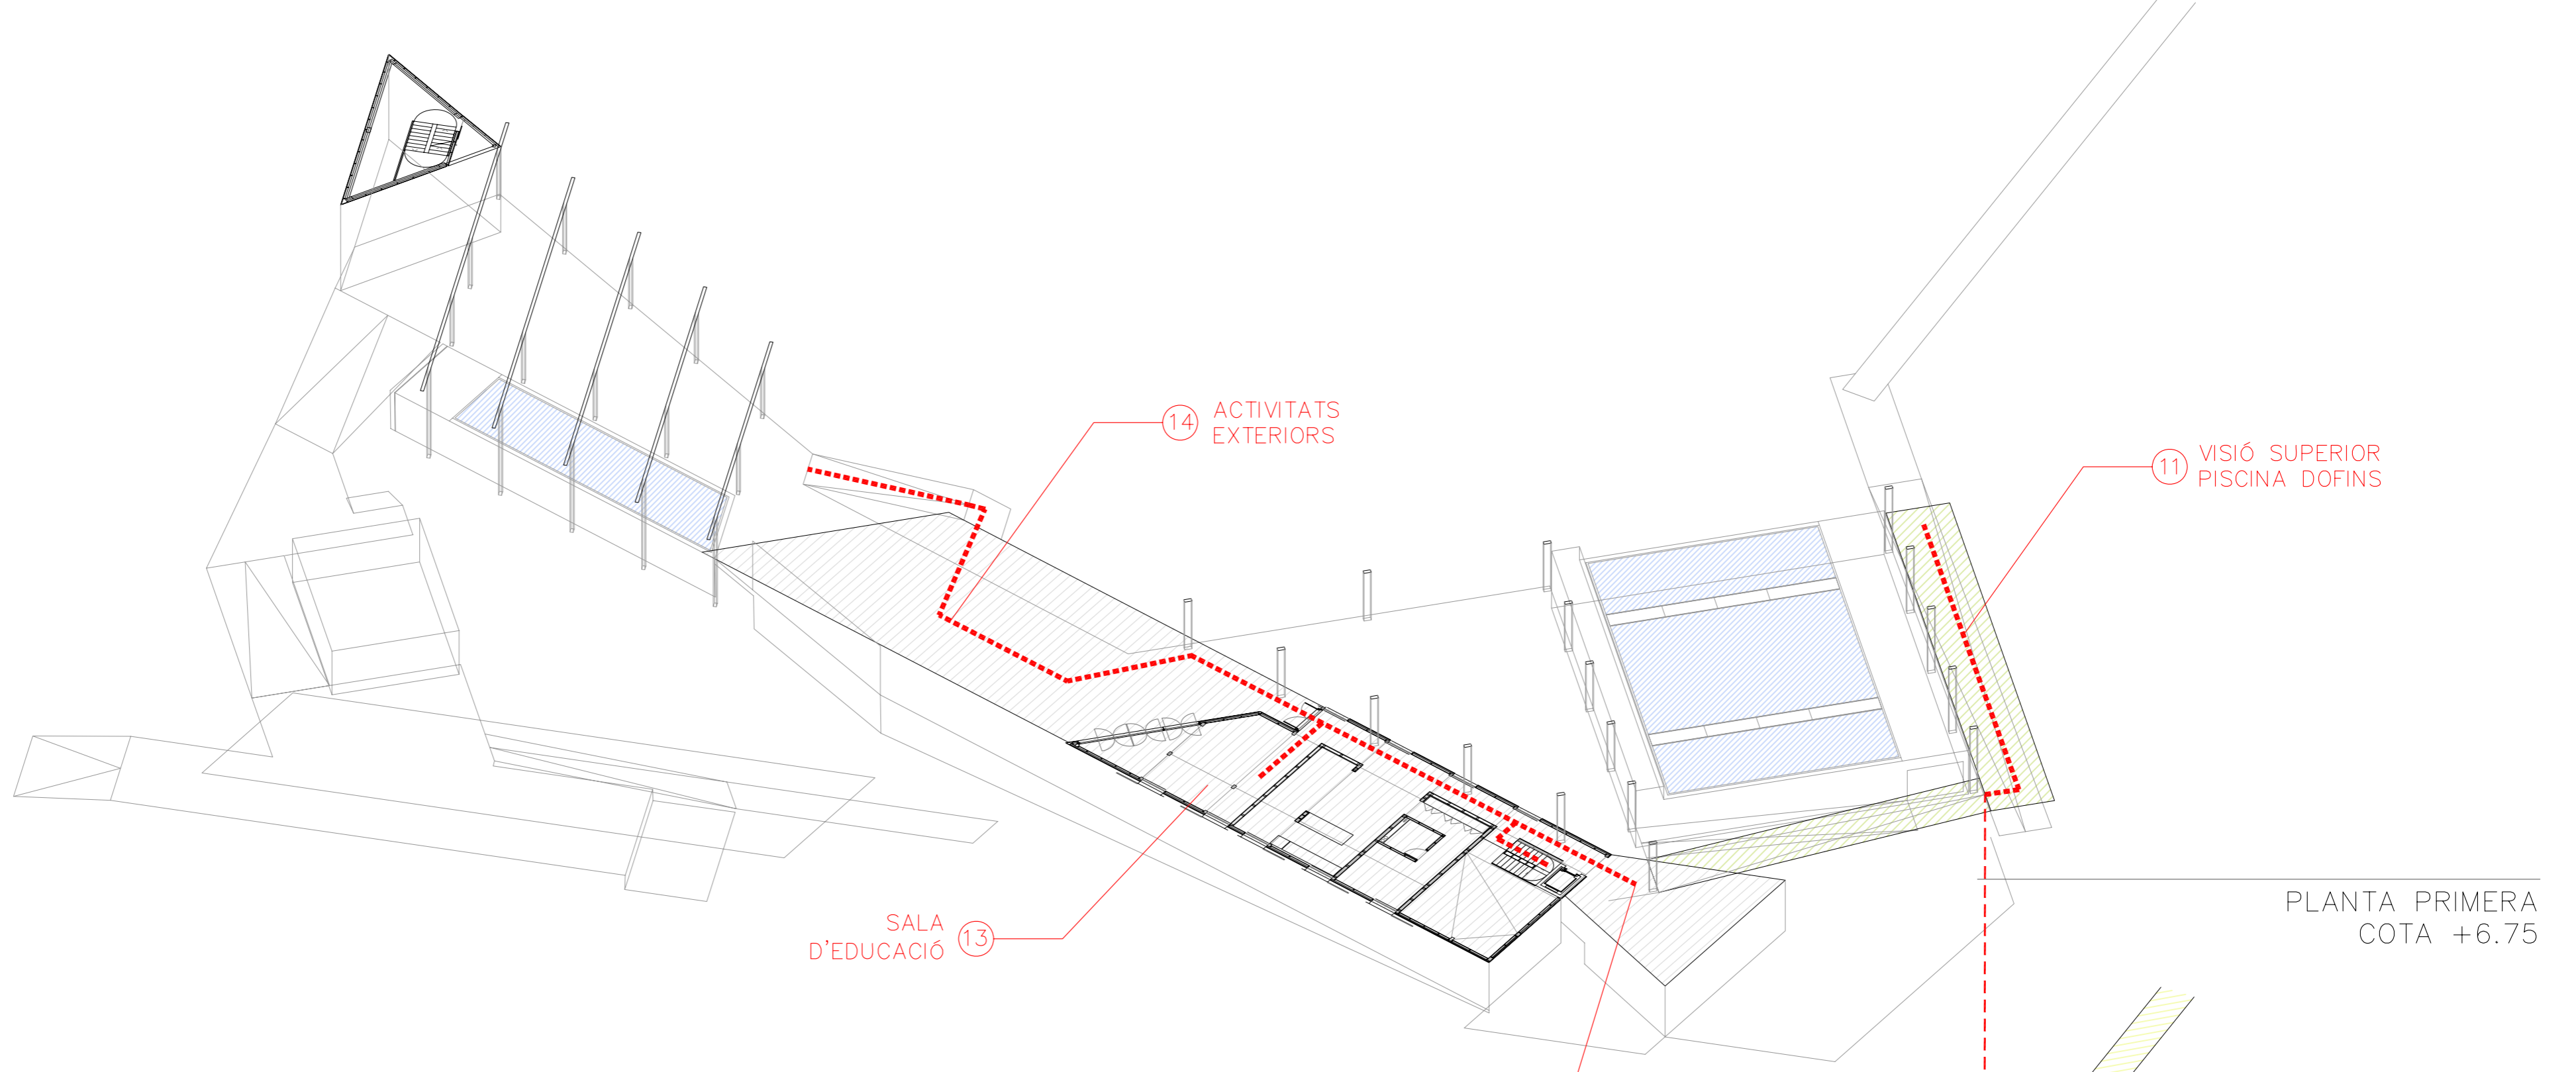 14 ACTIVITATS
EXTERIORS
11 VISIÓ SUPERIOR
PISCINA DOFINS
SALA
D'EDUCACIÓ 13
PLANTA PRIMERA
COTA +6.75